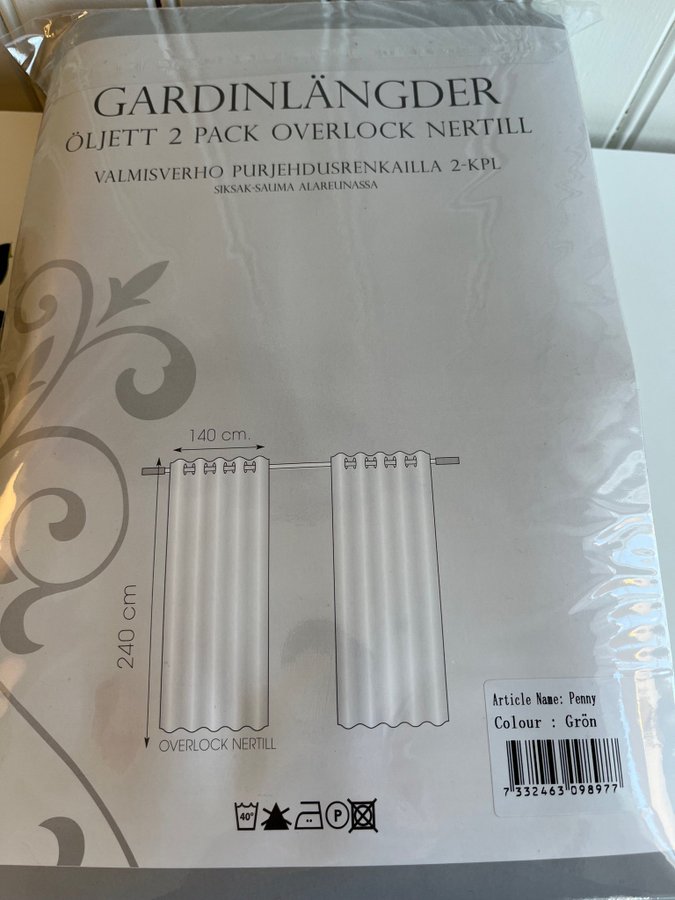 GARDINLÄNGDER
ÖLJETT 2 PACK OVERLOCK NERTILL
VALMISVERHO PURJEHDUSRENKAILLA 2-KPL
SIKSAK-SAUMA ALAREUNASSA
140 cm.
240 cm
OVERLOCK NERTILL
Article Name: Penny
Colour : Grön
7 332463 098977
40°
P